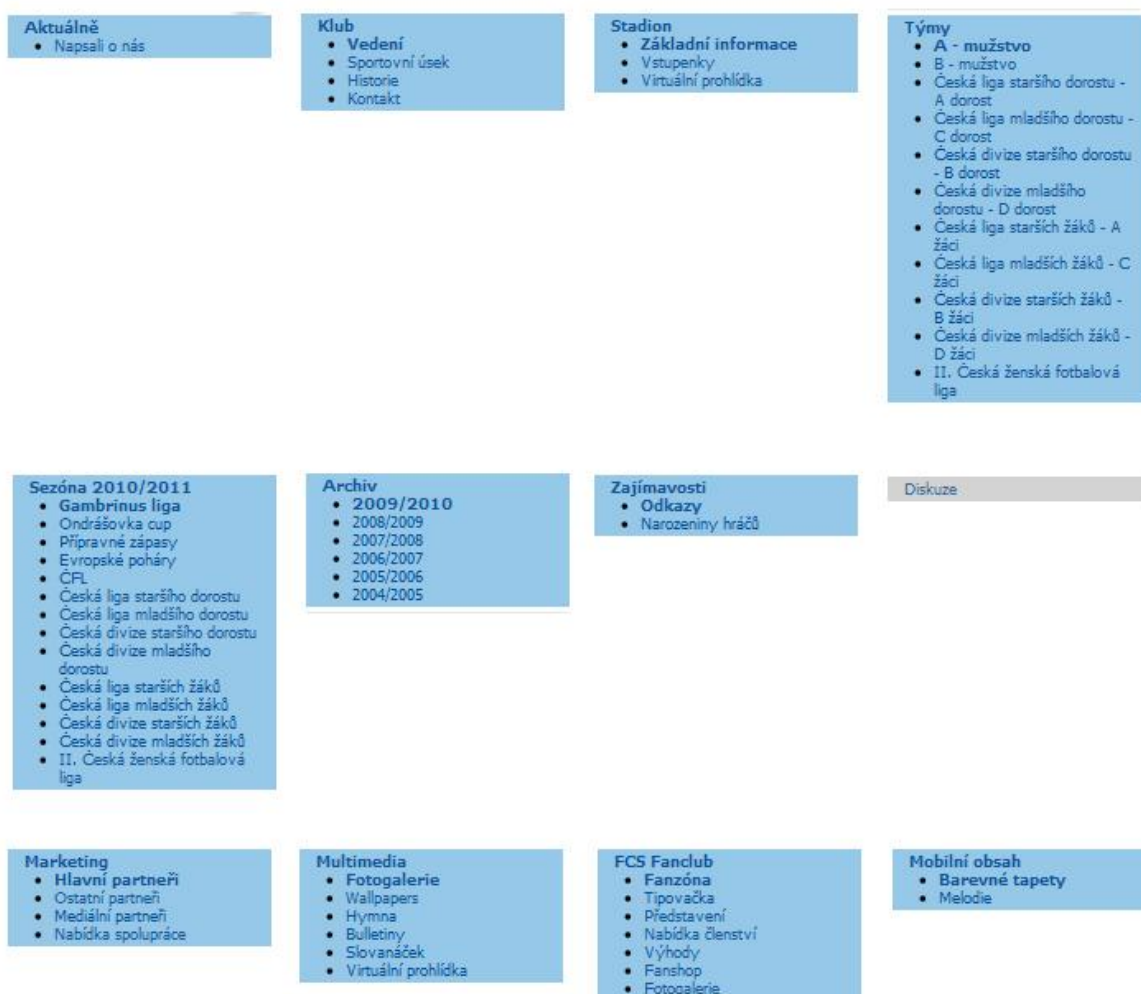 Aktuálně
Napsali o nás
Klub
Vedení
Sportovní úsek
Historie
Kontakt
Stadion
Základní informace
Vstupenky
Virtuální prohlídka
Týmy
A - mužstvo
B - mužstvo
Česká liga staršího dorostu -
A dorost
Česká liga mladšího dorostu -
C dorost
Česká divize staršího dorostu
- B dorost
Česká divize mladšího
dorostu - D dorost
Česká liga starších žáků - A
žáci
Česká liga mladších žáků - C
žáci
Česká divize starších žáků -
B žáci
Česká divize mladších žáků -
D žáci
II. Česká ženská fotbalová
liga
Sezóna 2010/2011
Gambrinus liga
Ondrášovka cup
Přípravné zápasy
Evropské poháry
ČFL
Česká liga staršího dorostu
Česká liga mladšího dorostu
Česká divize staršího dorostu
Česká divize mladšího
dorostu
Česká liga starších žáků
Česká liga mladších žáků
Česká divize starších žáků
Česká divize mladších žáků
II. Česká ženská fotbalová
liga
Archiv
2009/2010
2008/2009
2007/2008
2006/2007
2005/2006
2004/2005
Zajímavosti
Odkazy
Narozeniny hráčů
Diskuze
Marketing
Hlavní partneři
Ostatní partneři
Mediální partneři
Nabídka spolupráce
Multimedia
Fotogalerie
Wallpapers
Hymna
Bulletiny
Slovanáček
Virtuální prohlídka
FCS Fanclub
Fanzóna
Tipovačka
Představení
Nabídka členství
Výhody
Fanshop
Fotogalerie
Mobilní obsah
Barevné tapety
Melodie